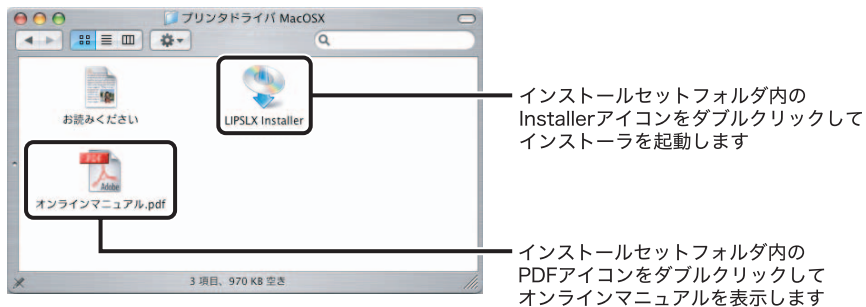 プリンタドライバ MacOSX
お読みください
LIPSLX Installer
オンラインマニュアル.pdf
PDF
Adobe
3 項目、970 KB 空き
インストールセットフォルダ内の
Installerアイコンをダブルクリックして
インストーラを起動します
インストールセットフォルダ内の
PDFアイコンをダブルクリックして
オンラインマニュアルを表示します